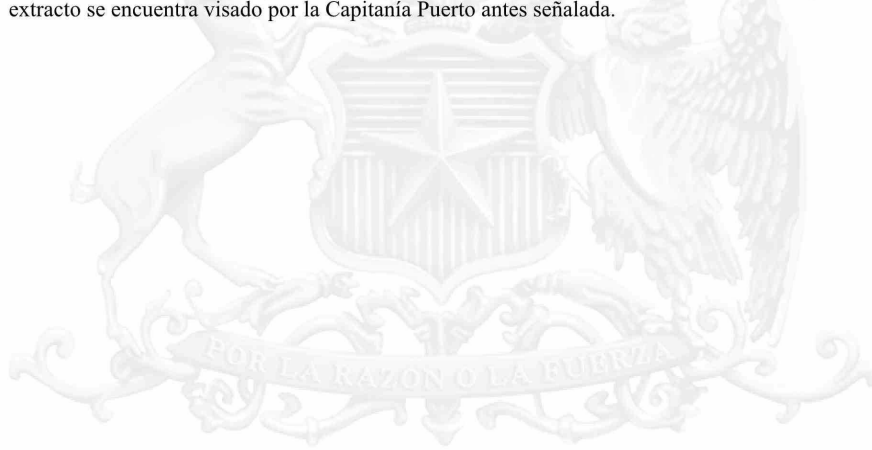 extracto se encuentra visado por la Capitanía Puerto antes señalada.
POR LA RAZON O LA FUERZA